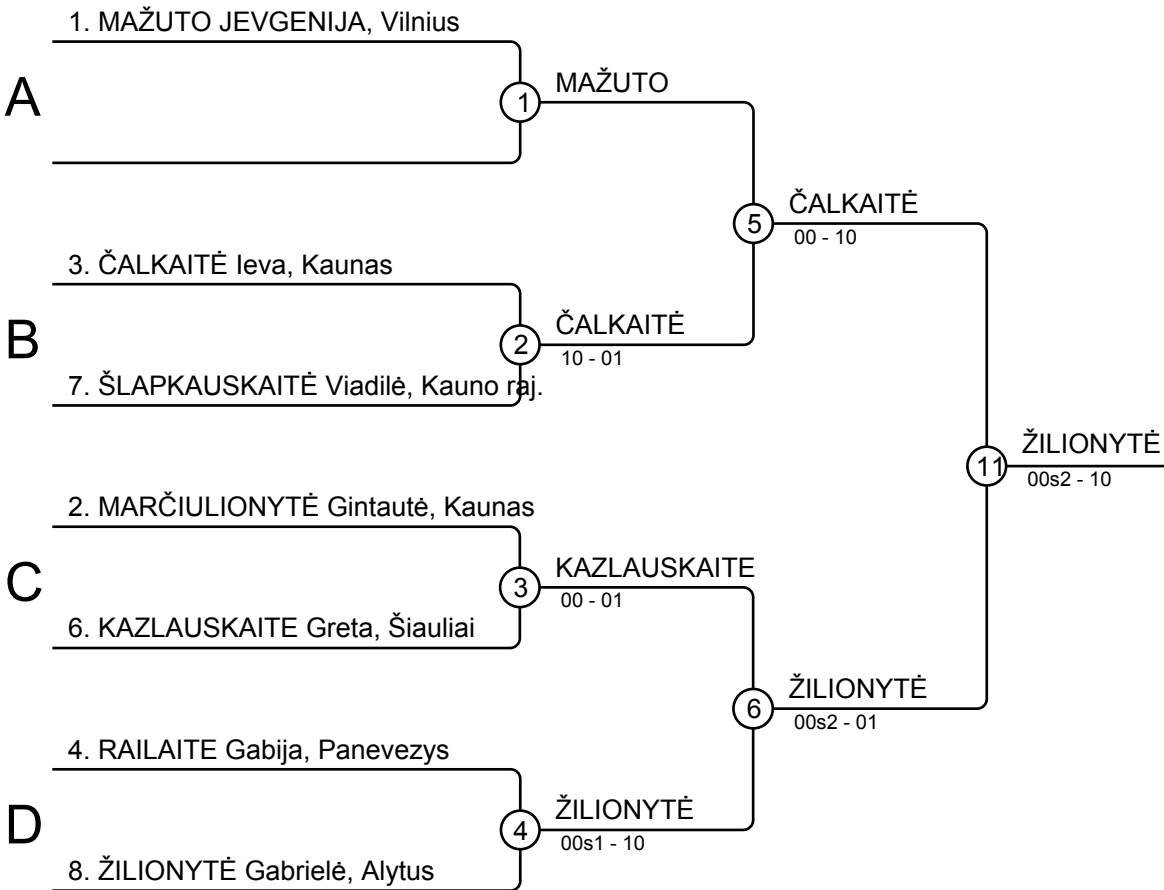 1. MAŽUTO JEVGENIJA, Vilnius
A
1
MAŽUTO
5
ČALKAITĖ
00 - 10
3. ČALKAITĖ Ieva, Kaunas
B
2
ČALKAITĖ
10 - 01
7. ŠLAPKAUSKAITĖ Viadilė, Kauno raj.
11
ŽILIONYTĖ
00s2 - 10
2. MARČIULIONYTĖ Gintautė, Kaunas
C
3
KAZLAUSKAITE
00 - 01
6. KAZLAUSKAITE Greta, Šiauliai
6
ŽILIONYTĖ
00s2 - 01
4. RAILAITE Gabija, Panevezys
D
4
ŽILIONYTĖ
00s1 - 10
8. ŽILIONYTĖ Gabrielė, Alytus